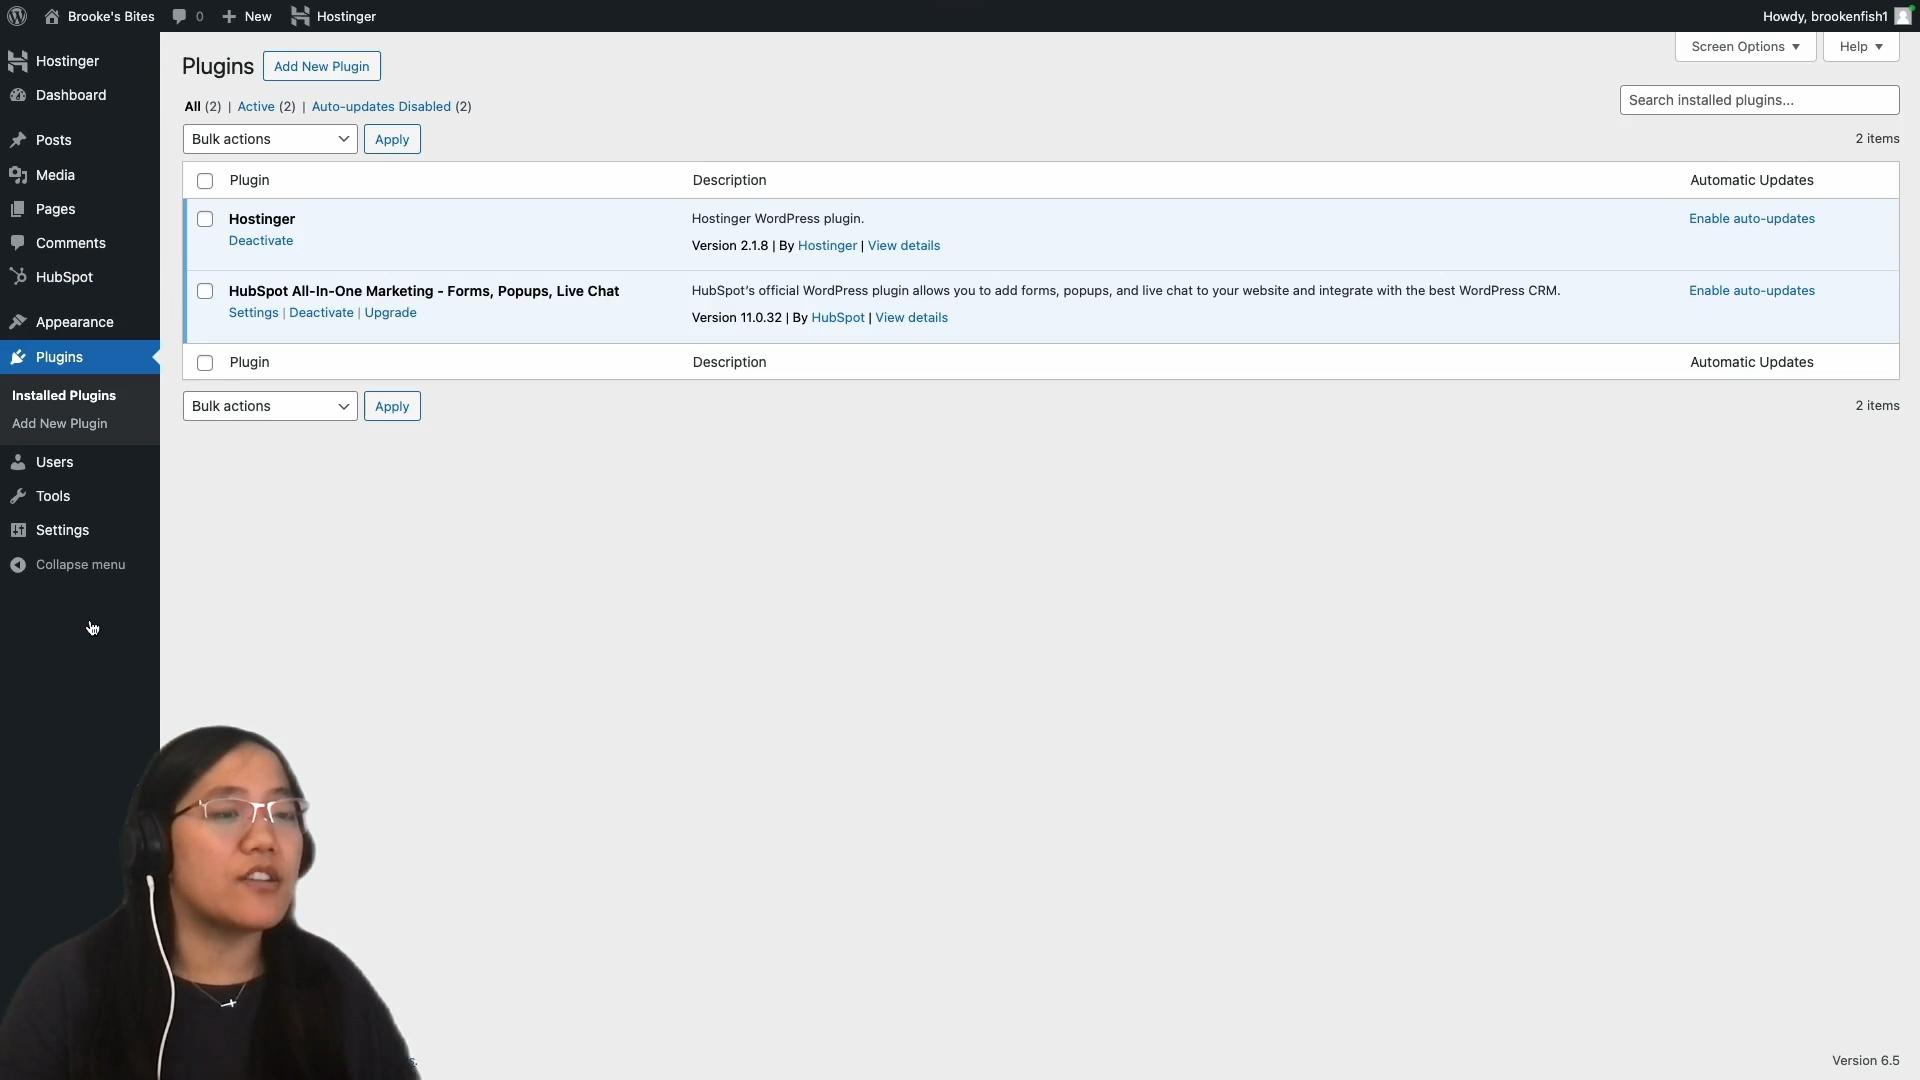 Brooke's Bites 0 New Hostinger
Howdy, brookenfish1
Hostinger
Dashboard
Posts
Media
Pages
Comments
HubSpot
Appearance
Plugins
Installed Plugins
Add New Plugin
Users
Tools
Settings
Collapse menu
Screen Options Help
Plugins Add New Plugin
All (2) | Active (2) | Auto-updates Disabled (2)
Search installed plugins...
Bulk actions Apply
2 items
Plugin Description Automatic Updates
Hostinger Hostinger WordPress plugin. Enable auto-updates
Deactivate Version 2.1.8 | By Hostinger | View details
HubSpot All-In-One Marketing - Forms, Popups, Live Chat HubSpot's official WordPress plugin allows you to add forms, popups, and live chat to your website and integrate with the best WordPress CRM. Enable auto-updates
Settings | Deactivate | Upgrade Version 11.0.32 | By HubSpot | View details
Plugin Description Automatic Updates
Bulk actions Apply
2 items
Version 6.5